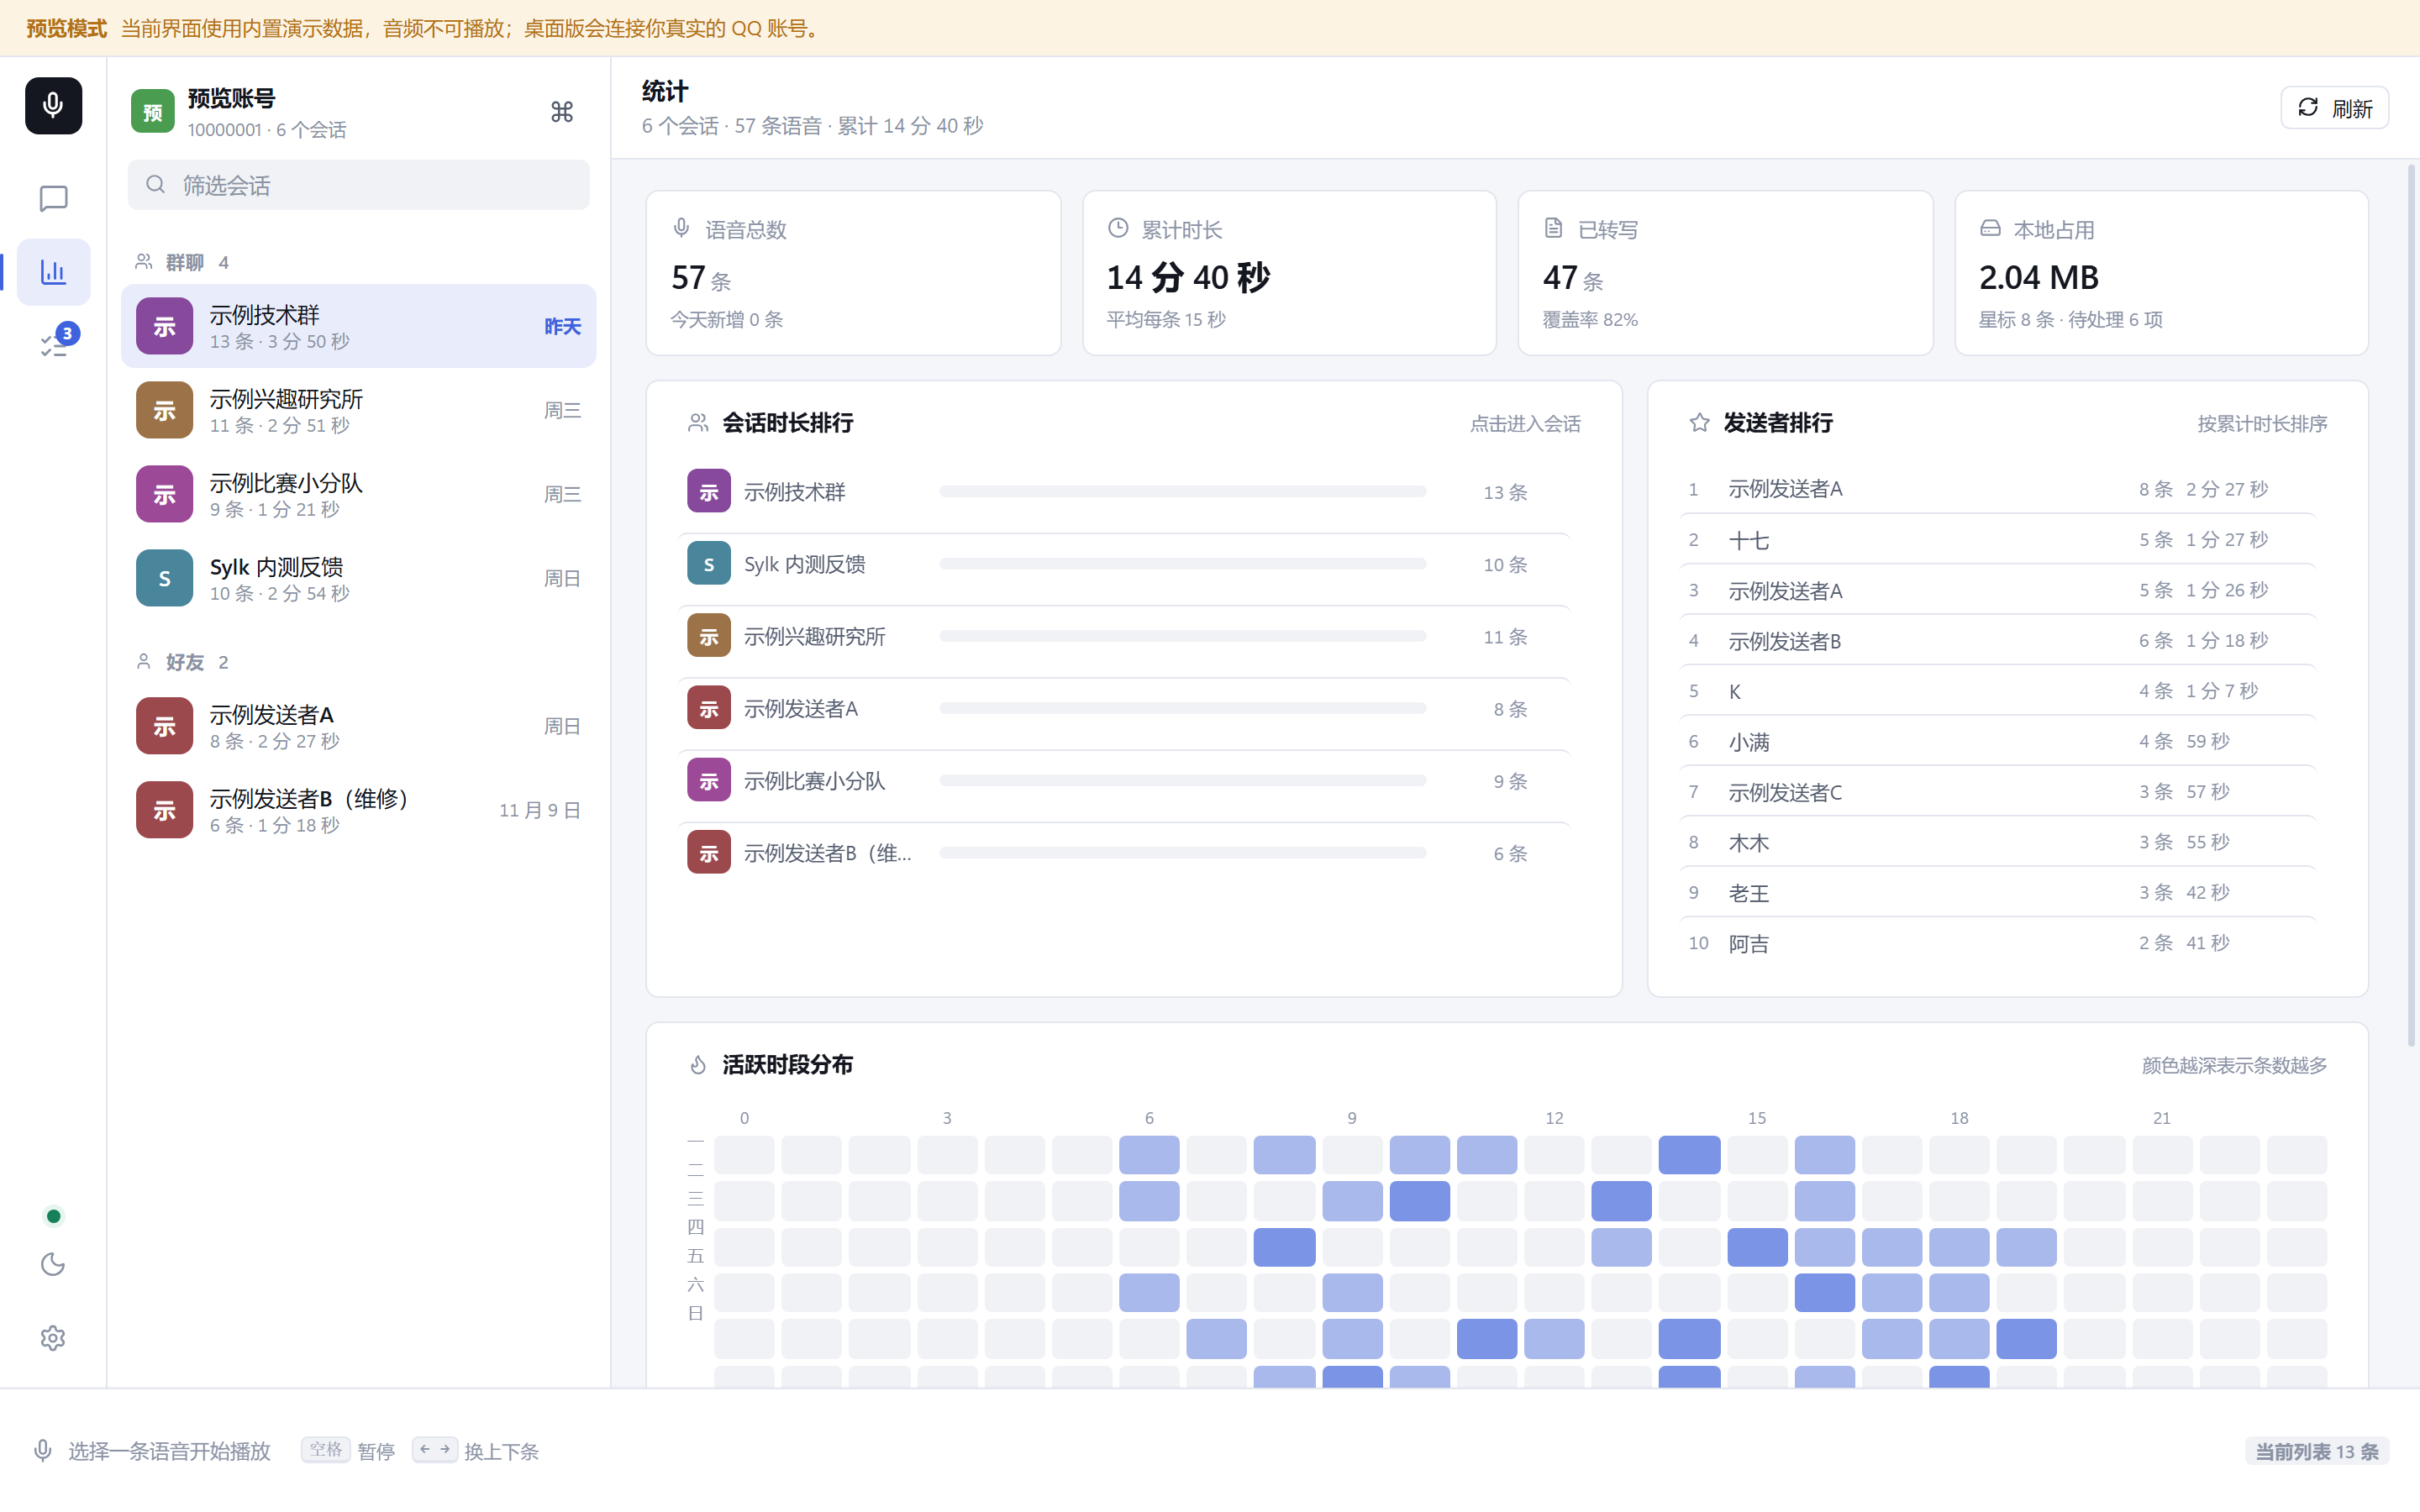 预览模式 当前界面使用内置演示数据，音频不可播放；桌面版会连接你真实的 QQ 账号。
预 预览账号
10000001 · 6 个会话
筛选会话
群聊 4
示 示例技术群 昨天
13 条 · 3 分 50 秒
示 示例兴趣研究所 周三
11 条 · 2 分 51 秒
示 示例比赛小分队 周三
9 条 · 1 分 21 秒
S Sylk 内测反馈 周日
10 条 · 2 分 54 秒
好友 2
示 示例发送者A 周日
8 条 · 2 分 27 秒
示 示例发送者B（维修） 11 月 9 日
6 条 · 1 分 18 秒
3
统计
6 个会话 · 57 条语音 · 累计 14 分 40 秒
刷新
语音总数
57 条
今天新增 0 条
累计时长
14 分 40 秒
平均每条 15 秒
已转写
47 条
覆盖率 82%
本地占用
2.04 MB
星标 8 条 · 待处理 6 项
会话时长排行 点击进入会话
示 示例技术群 13 条
S Sylk 内测反馈 10 条
示 示例兴趣研究所 11 条
示 示例发送者A 8 条
示 示例比赛小分队 9 条
示 示例发送者B（维... 6 条
发送者排行 按累计时长排序
1 示例发送者A 8 条 2 分 27 秒
2 十七 5 条 1 分 27 秒
3 示例发送者A 5 条 1 分 26 秒
4 示例发送者B 6 条 1 分 18 秒
5 K 4 条 1 分 7 秒
6 小满 4 条 59 秒
7 示例发送者C 3 条 57 秒
8 木木 3 条 55 秒
9 老王 3 条 42 秒
10 阿吉 2 条 41 秒
活跃时段分布 颜色越深表示条数越多
0 3 6 9 12 15 18 21
一
二
三
四
五
六
日
选择一条语音开始播放 空格 暂停 ← → 换上下条
当前列表 13 条